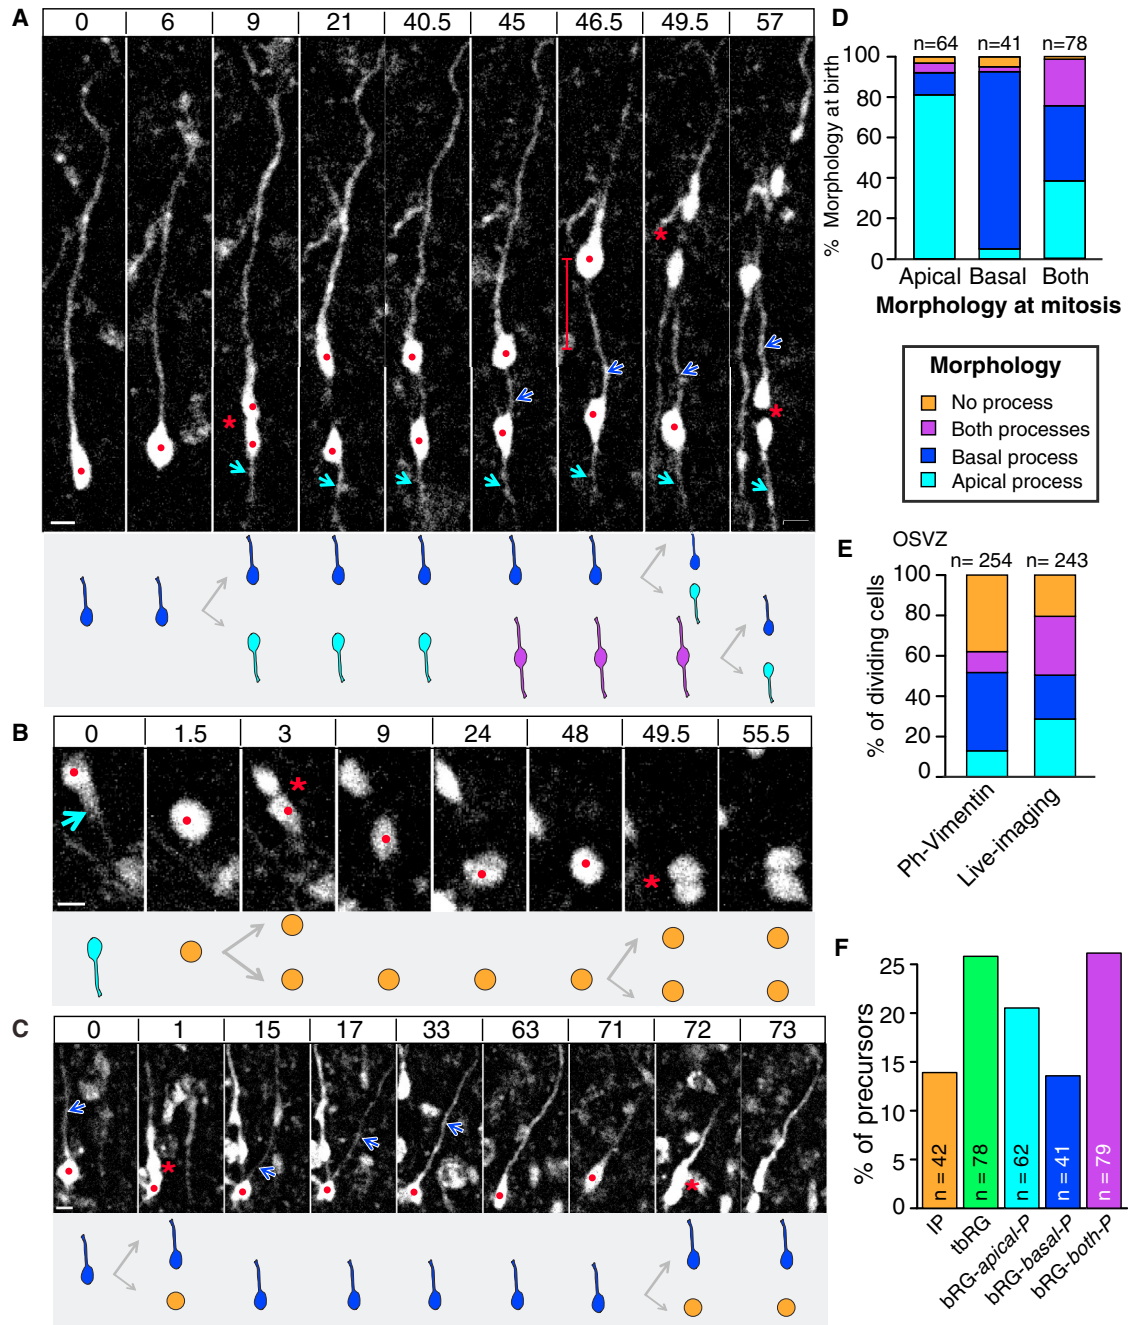 A
0 6 9 21 40.5 45 46.5 49.5 57
B
0 1.5 3 9 24 48 49.5 55.5
C
0 1 15 17 33 63 71 72 73
D
n=64 n=41 n=78
100
80
60
40
20
0
% Morphology at birth
Apical Basal Both
Morphology at mitosis
Morphology
No process
Both processes
Basal process
Apical process
E
OSVZ
n= 254 n= 243
100
80
60
40
20
0
% of dividing cells
Ph-Vimentin
Live-imaging
F
25
20
15
10
5
0
% of precursors
n = 42
n = 78
n = 62
n = 41
n = 79
IP
tbRG
bRG-apical-P
bRG-basal-P
bRG-both-P